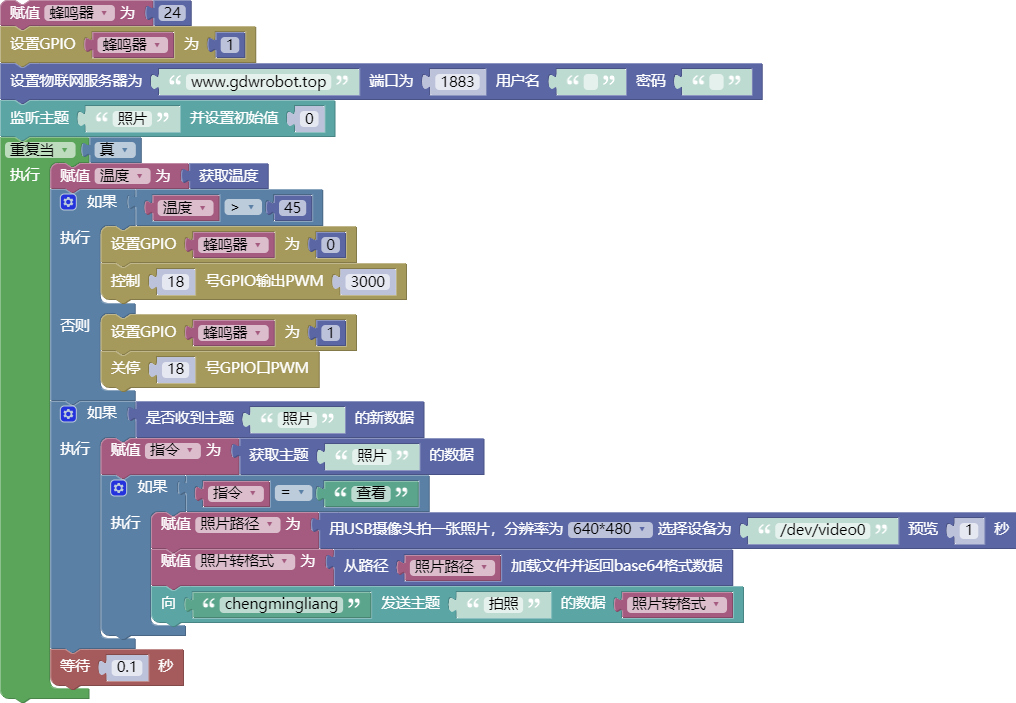 赋值 蜂鸣器 为 24
设置GPIO 蜂鸣器 为 1
设置物联网服务器为 “ www.gdwrobot.top ” 端口为 1883 用户名 “ ” 密码 “ ”
监听主题 “ 照片 ” 并设置初始值 0
重复当 真
执行 赋值 温度 为 获取温度
如果 温度 > 45
执行 设置GPIO 蜂鸣器 为 0
控制 18 号GPIO输出PWM 3000
否则 设置GPIO 蜂鸣器 为 1
关停 18 号GPIO口PWM
如果 是否收到主题 “ 照片 ” 的新数据
执行 赋值 指令 为 获取主题 “ 照片 ” 的数据
如果 指令 = “ 查看 ”
执行 赋值 照片路径 为 用USB摄像头拍一张照片，分辨率为 640*480 选择设备为 “ /dev/video0 ” 预览 1 秒
赋值 照片转格式 为 从路径 照片路径 加载文件并返回base64格式数据
向 “ chengmingliang ” 发送主题 “ 拍照 ” 的数据 照片转格式
等待 0.1 秒